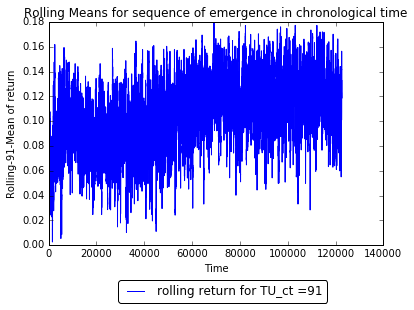 Rolling Means for sequence of emergence in chronological time
0.18
0.16
0.14
0.12
0.10
0.08
0.06
0.04
0.02
0.00
Rolling-91-Mean of return
0 20000 40000 60000 80000 100000 120000 140000
Time
rolling return for TU_ct =91